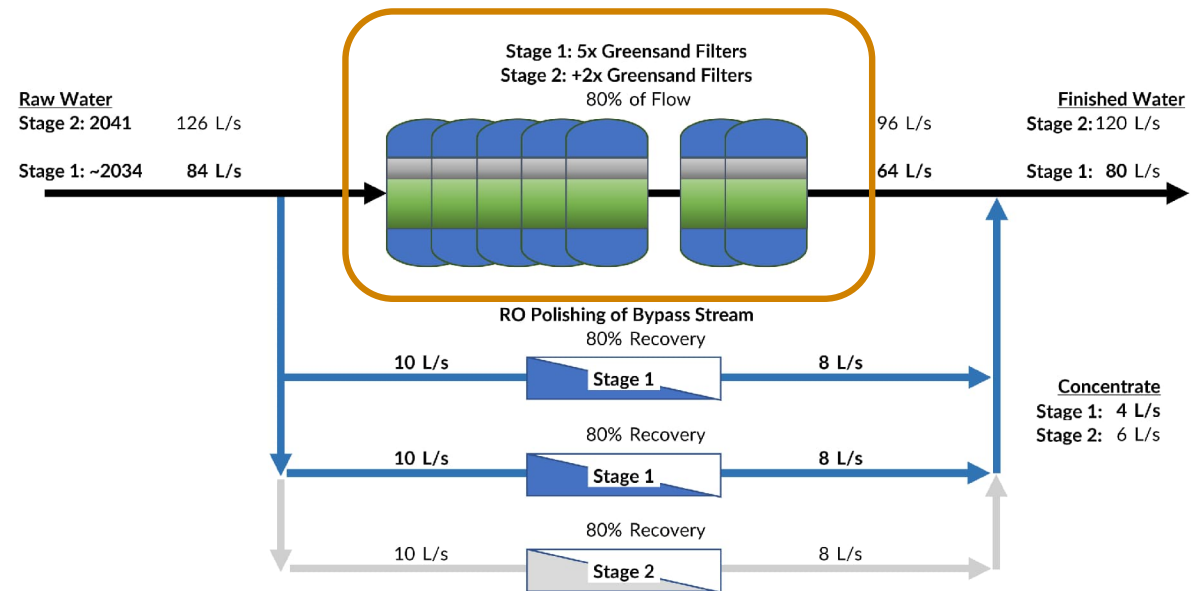 Stage 1: 5x Greensand Filters
Stage 2: +2x Greensand Filters
80% of Flow
Raw Water
Stage 2: 2041 126 L/s
Stage 1: ~2034 84 L/s
96 L/s
64 L/s
Finished Water
Stage 2: 120 L/s
Stage 1: 80 L/s
RO Polishing of Bypass Stream
80% Recovery
10 L/s
Stage 1
8 L/s
Concentrate
Stage 1: 4 L/s
Stage 2: 6 L/s
80% Recovery
10 L/s
Stage 1
8 L/s
80% Recovery
10 L/s
Stage 2
8 L/s